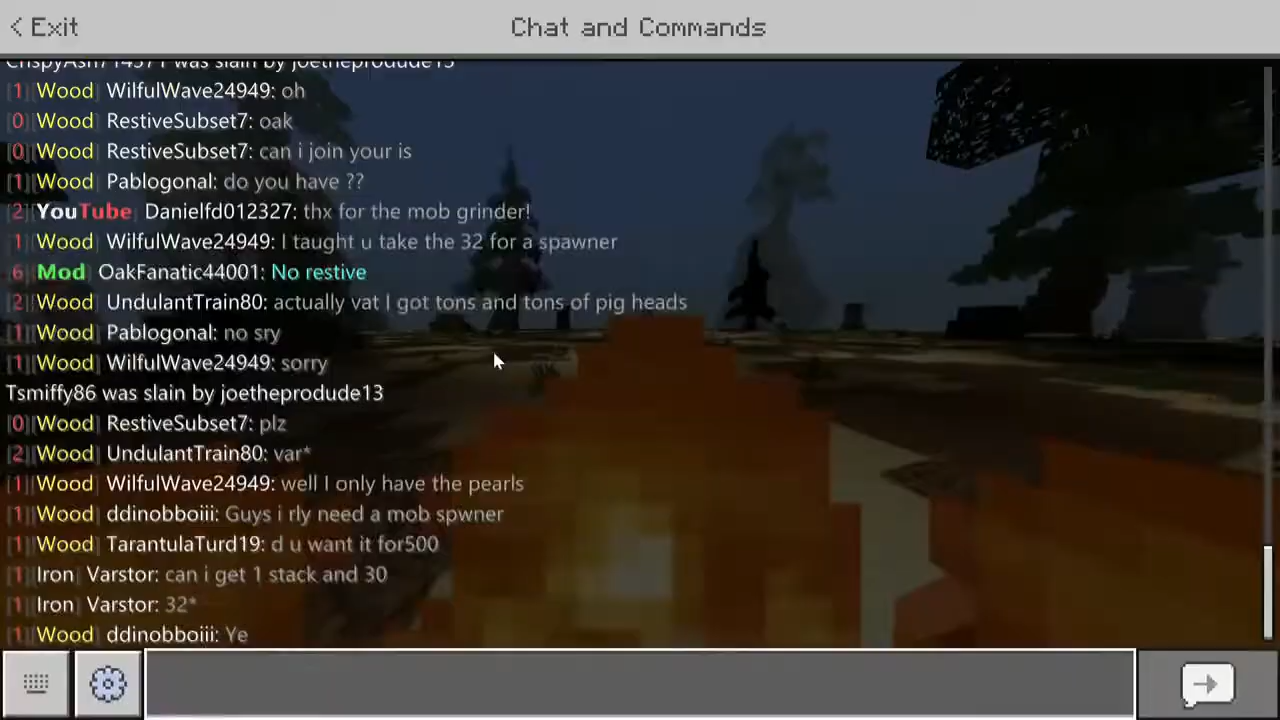 < Exit
Chat and Commands
CrispyAsh714371 was slain by joetheprodude13
[1][Wood] WilfulWave24949: oh
[0][Wood] RestiveSubset7: oak
[0][Wood] RestiveSubset7: can i join your is
[1][Wood] Pablogonal: do you have ??
[2][YouTube] Danielfd012327: thx for the mob grinder!
[1][Wood] WilfulWave24949: I taught u take the 32 for a spawner
[6][Mod] OakFanatic44001: No restive
[2][Wood] UndulantTrain80: actually vat I got tons and tons of pig heads
[1][Wood] Pablogonal: no sry
[1][Wood] WilfulWave24949: sorry
Tsmiffy86 was slain by joetheprodude13
[0][Wood] RestiveSubset7: plz
[2][Wood] UndulantTrain80: var*
[1][Wood] WilfulWave24949: well I only have the pearls
[1][Wood] ddinobboiii: Guys i rly need a mob spwner
[1][Wood] TarantulaTurd19: d u want it for500
[1][Iron] Varstor: can i get 1 stack and 30
[1][Iron] Varstor: 32*
[1][Wood] ddinobboiii: Ye